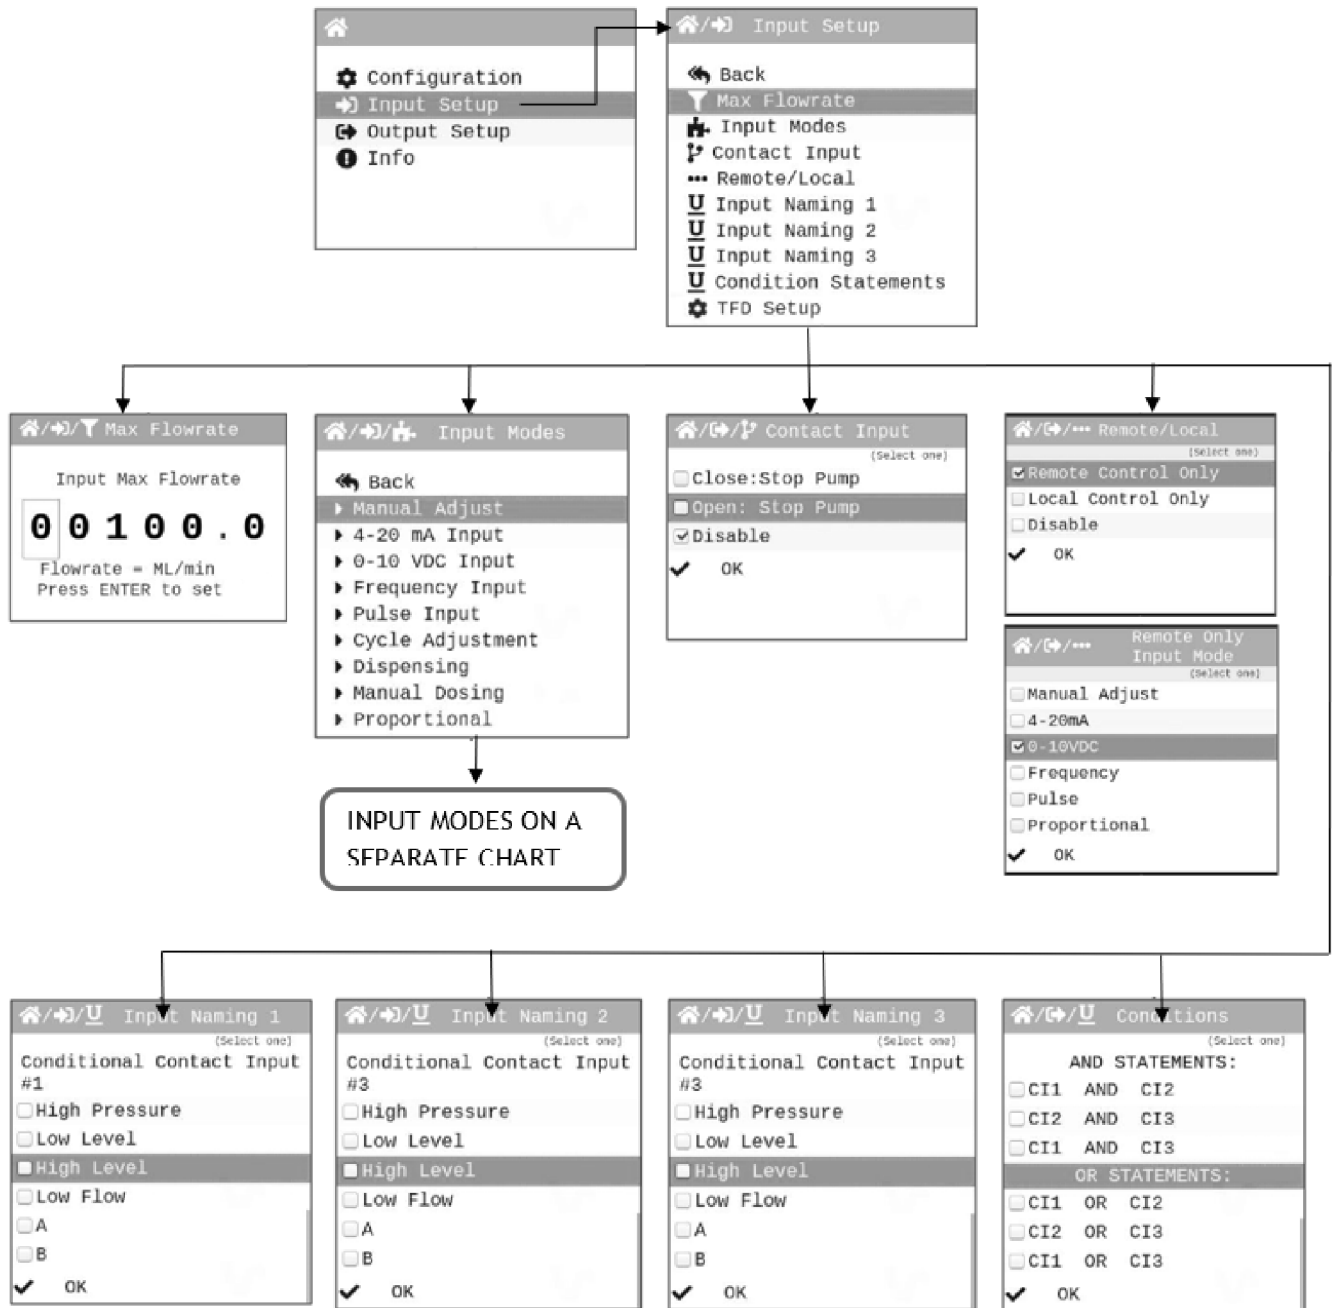 Configuration
Input Setup
Output Setup
Info
/ Input Setup
Back
Max Flowrate
Input Modes
Contact Input
Remote/Local
U Input Naming 1
U Input Naming 2
U Input Naming 3
U Condition Statements
TFD Setup
/ / Max Flowrate
Input Max Flowrate
00100.0
Flowrate = ML/min
Press ENTER to set
/ / Input Modes
Back
Manual Adjust
4-20 mA Input
0-10 VDC Input
Frequency Input
Pulse Input
Cycle Adjustment
Dispensing
Manual Dosing
Proportional
INPUT MODES ON A
SEPARATE CHART
/ / Contact Input
(Select one)
Close:Stop Pump
Open: Stop Pump
Disable
OK
/ / Remote/Local
(Select one)
Remote Control Only
Local Control Only
Disable
OK
/ / Remote Only
Input Mode
(Select one)
Manual Adjust
4-20mA
0-10VDC
Frequency
Pulse
Proportional
OK
/ /U Input Naming 1
(Select one)
Conditional Contact Input
#1
High Pressure
Low Level
High Level
Low Flow
A
B
OK
/ /U Input Naming 2
(Select one)
Conditional Contact Input
#3
High Pressure
Low Level
High Level
Low Flow
A
B
OK
/ /U Input Naming 3
(Select one)
Conditional Contact Input
#3
High Pressure
Low Level
High Level
Low Flow
A
B
OK
/ /U Conditions
(Select one)
AND STATEMENTS:
CI1 AND CI2
CI2 AND CI3
CI1 AND CI3
OR STATEMENTS:
CI1 OR CI2
CI2 OR CI3
CI1 OR CI3
OK